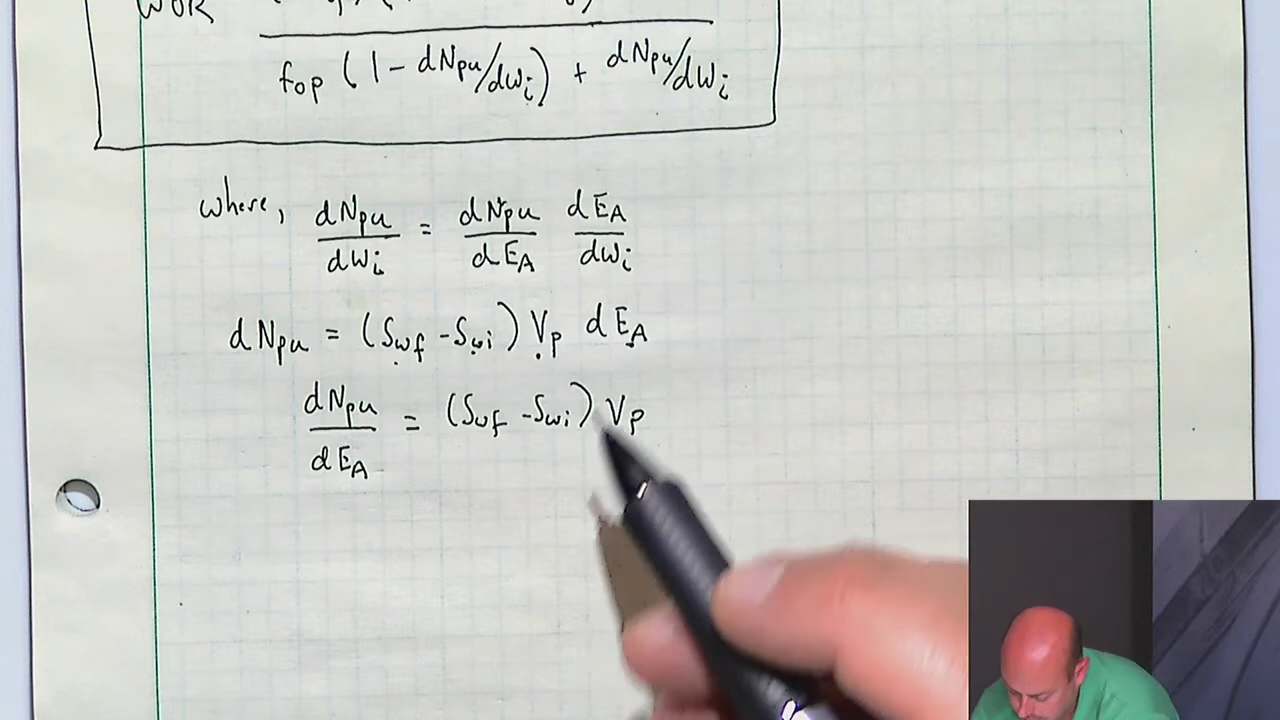 WOR
fop (1 - dNpu/dWi) + dNpu/dWi
where, dNpu/dWi = dNpu/dEA dEA/dWi
dNpu = (Swf - Swi) Vp dEA
dNpu/dEA = (Swf - Swi) Vp